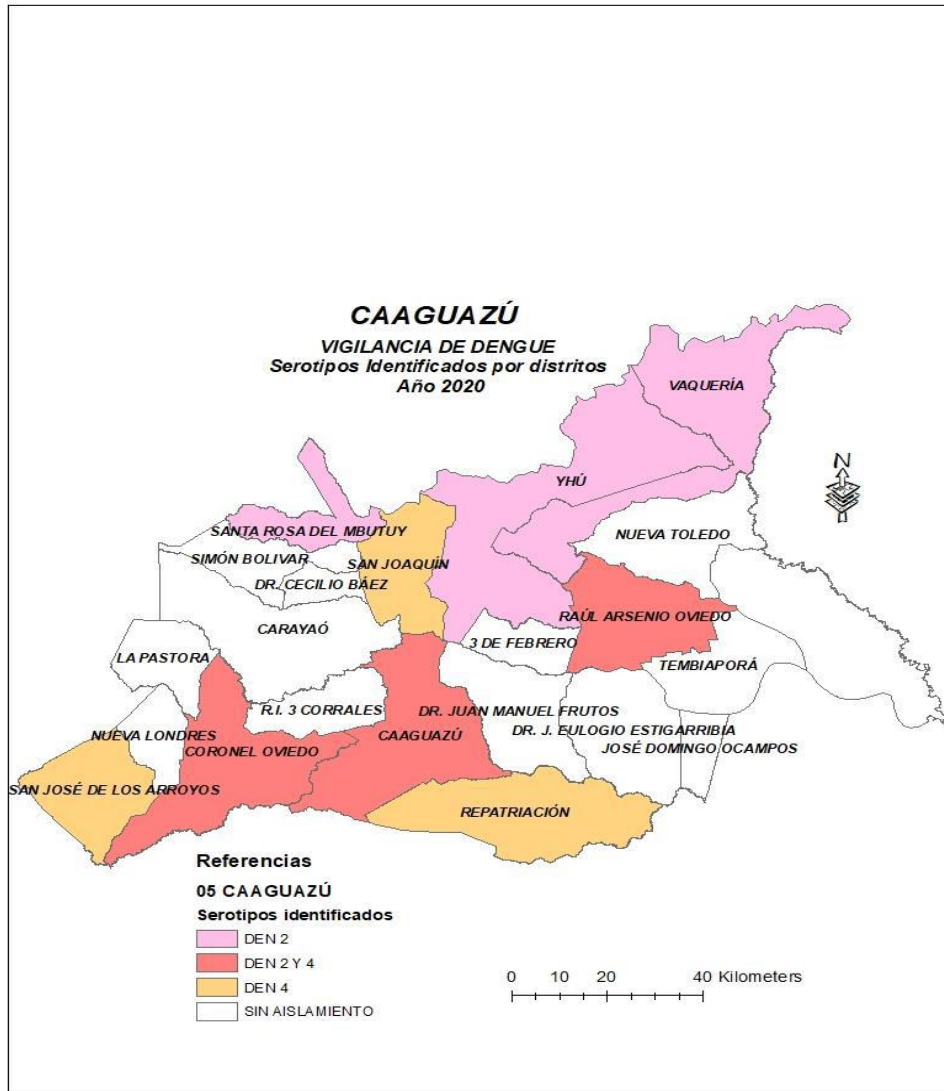 CAAGUAZÚ
VIGILANCIA DE DENGUE
Serotipos Identificados por distritos
Año 2020
VAQUERÍA
YHÚ
N
SANTA ROSA DEL MBUTUY
NUEVA TOLEDO
SIMÓN BOLIVAR
SAN JOAQUÍN
DR. CECILIO BÁEZ
RAÚL ARSENIO OVIEDO
CARAYAÓ
3 DE FEBRERO
LA PASTORA
TEMBIAPORÁ
R.I. 3 CORRALES
DR. JUAN MANUEL FRUTOS
NUEVA LONDRES
CAAGUAZÚ
DR. J. EULOGIO ESTIGARRIBIA
CORONEL OVIEDO
JOSÉ DOMINGO OCAMPOS
SAN JOSÉ DE LOS ARROYOS
REPATRIACIÓN
Referencias
05 CAAGUAZÚ
Serotipos identificados
DEN 2
DEN 2 Y 4
DEN 4
SIN AISLAMIENTO
0 10 20 40 Kilometers